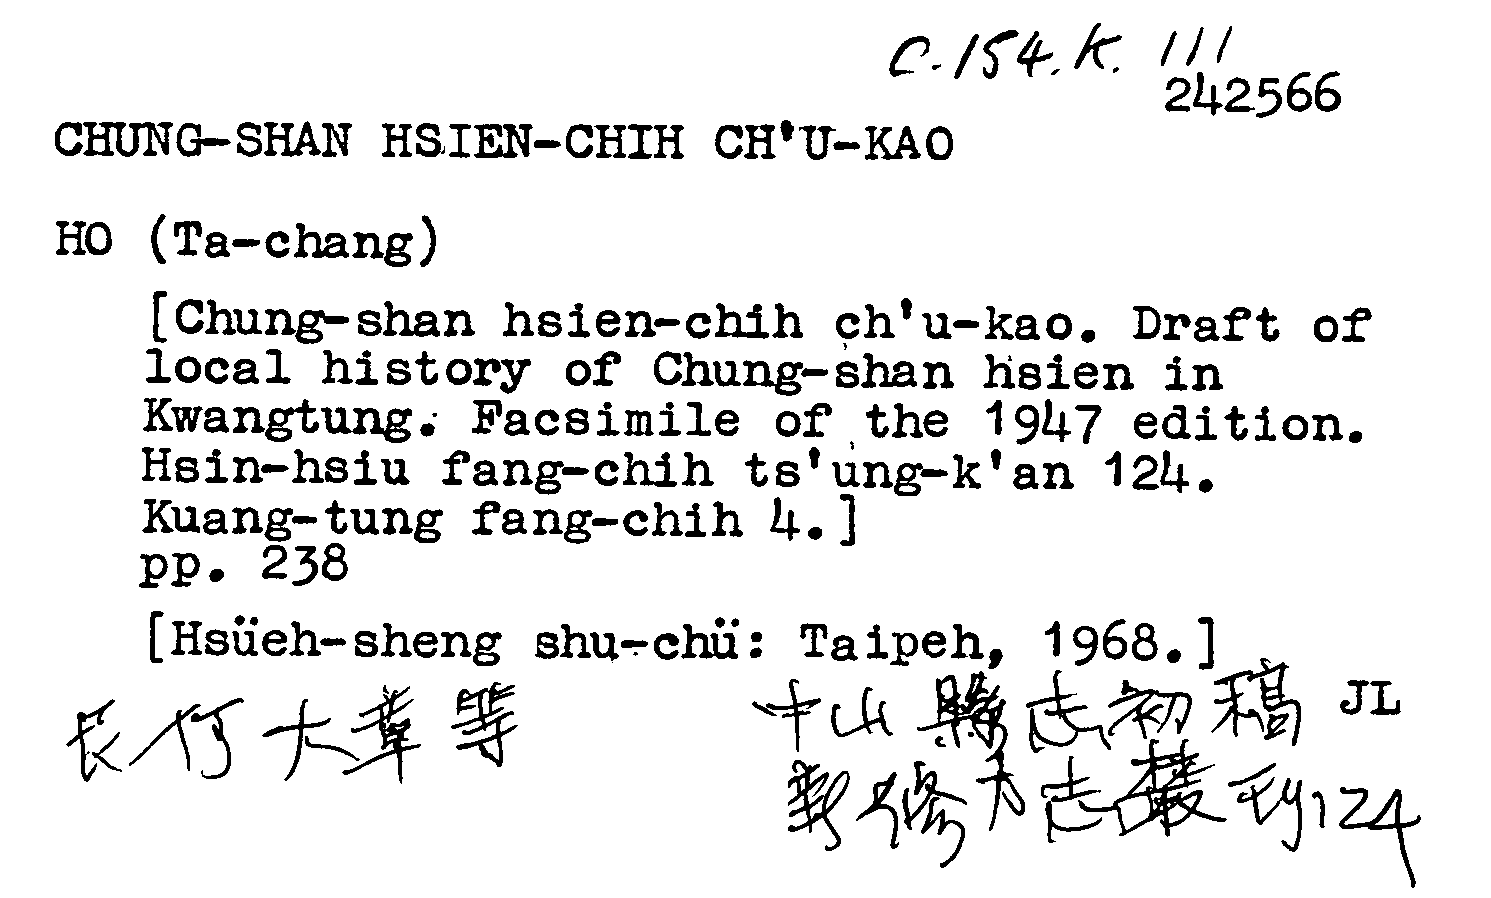 C.154.K. 111
242566
CHUNG-SHAN HSIEN-CHIH CH'U-KAO
HO (Ta-chang)
[Chung-shan hsien-chih ch'u-kao. Draft of
local history of Chung-shan hsien in
Kwangtung. Facsimile of the 1947 edition.
Hsin-hsiu fang-chih ts'ung-k'an 124.
Kuang-tung fang-chih 4.]
pp. 238
[Hsüeh-sheng shu-chü: Taipeh, 1968.]
何大章等
中山縣志初稿 JL
新修方志叢刊124